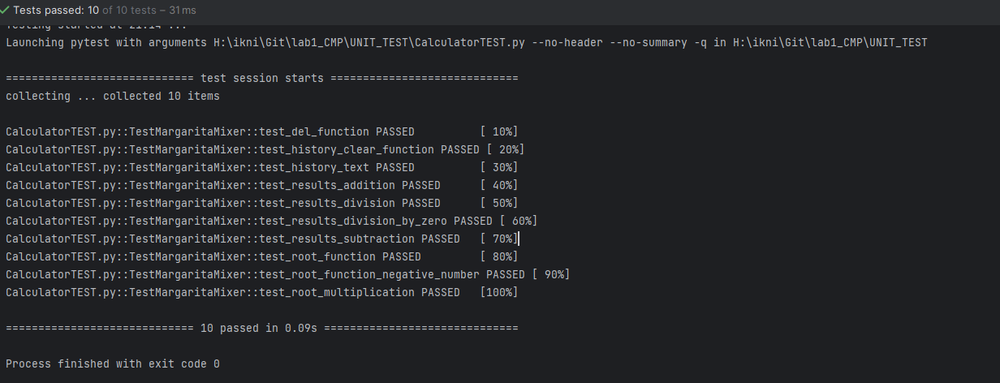 Tests passed: 10 of 10 tests – 31 ms
Testing started at 21:14 ...
Launching pytest with arguments H:\ikni\Git\lab1_CMP\UNIT_TEST\CalculatorTEST.py --no-header --no-summary -q in H:\ikni\Git\lab1_CMP\UNIT_TEST
============================= test session starts =============================
collecting ... collected 10 items
CalculatorTEST.py::TestMargaritaMixer::test_del_function PASSED          [ 10%]
CalculatorTEST.py::TestMargaritaMixer::test_history_clear_function PASSED [ 20%]
CalculatorTEST.py::TestMargaritaMixer::test_history_text PASSED          [ 30%]
CalculatorTEST.py::TestMargaritaMixer::test_results_addition PASSED      [ 40%]
CalculatorTEST.py::TestMargaritaMixer::test_results_division PASSED      [ 50%]
CalculatorTEST.py::TestMargaritaMixer::test_results_division_by_zero PASSED [ 60%]
CalculatorTEST.py::TestMargaritaMixer::test_results_subtraction PASSED   [ 70%]
CalculatorTEST.py::TestMargaritaMixer::test_root_function PASSED         [ 80%]
CalculatorTEST.py::TestMargaritaMixer::test_root_function_negative_number PASSED [ 90%]
CalculatorTEST.py::TestMargaritaMixer::test_root_multiplication PASSED   [100%]
============================= 10 passed in 0.09s ==============================
Process finished with exit code 0